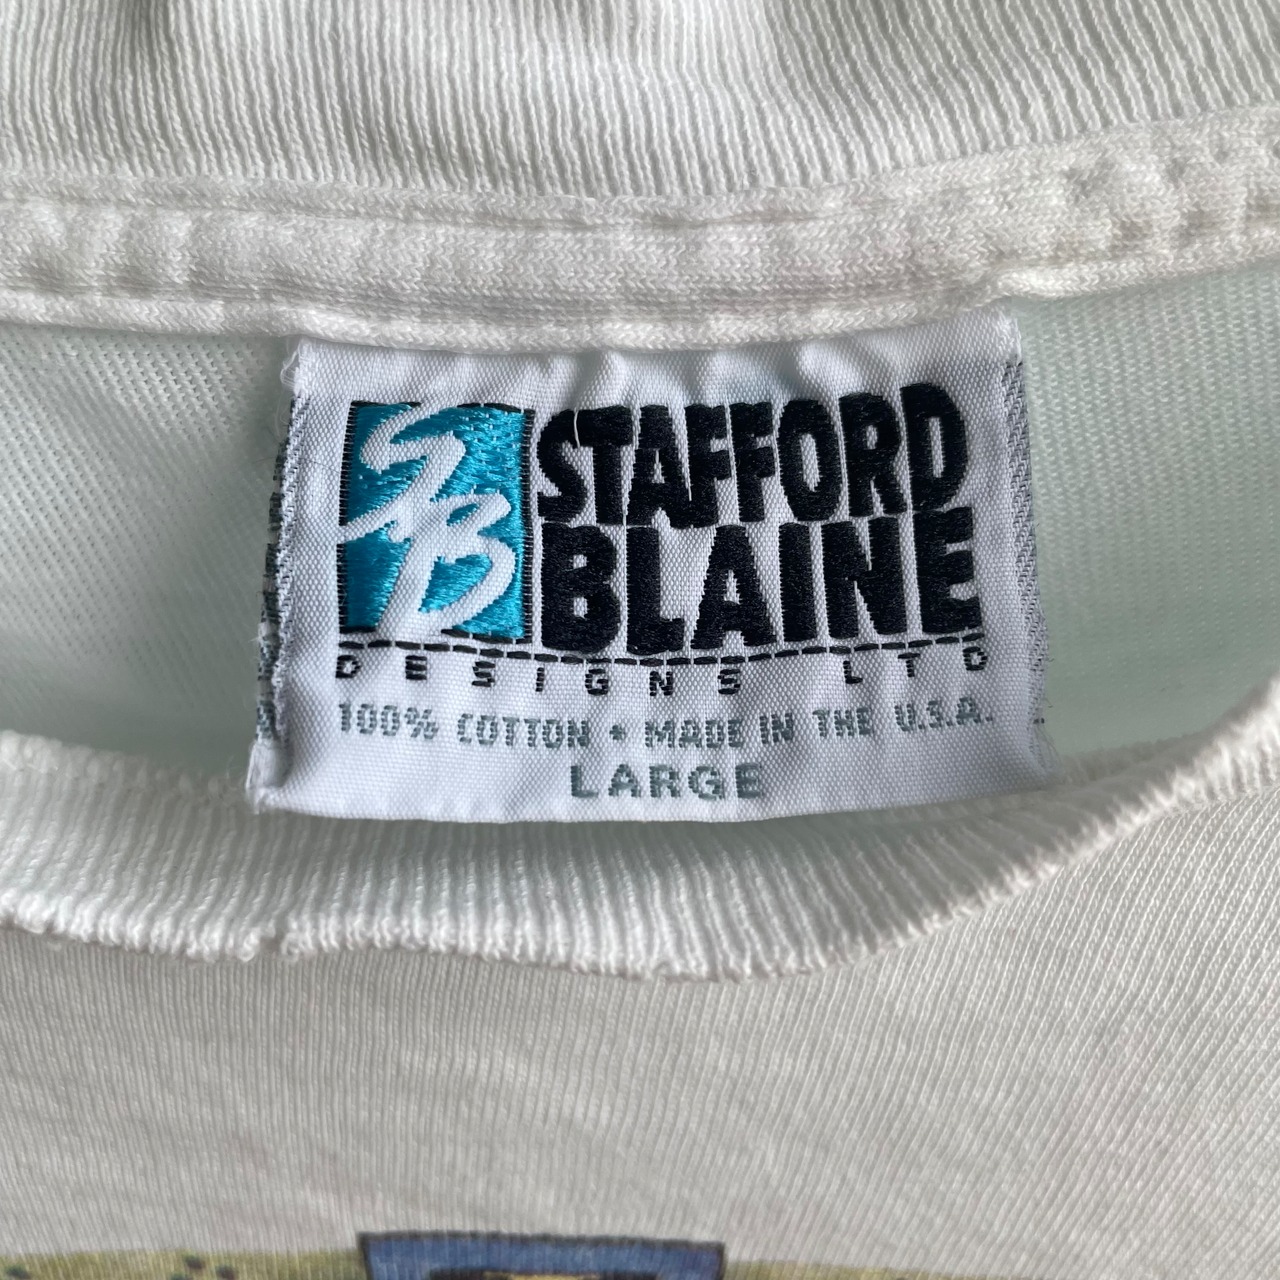 SB
STAFFORD
BLAINE
DESIGNS LTD
100% COTTON • MADE IN THE U.S.A.
LARGE